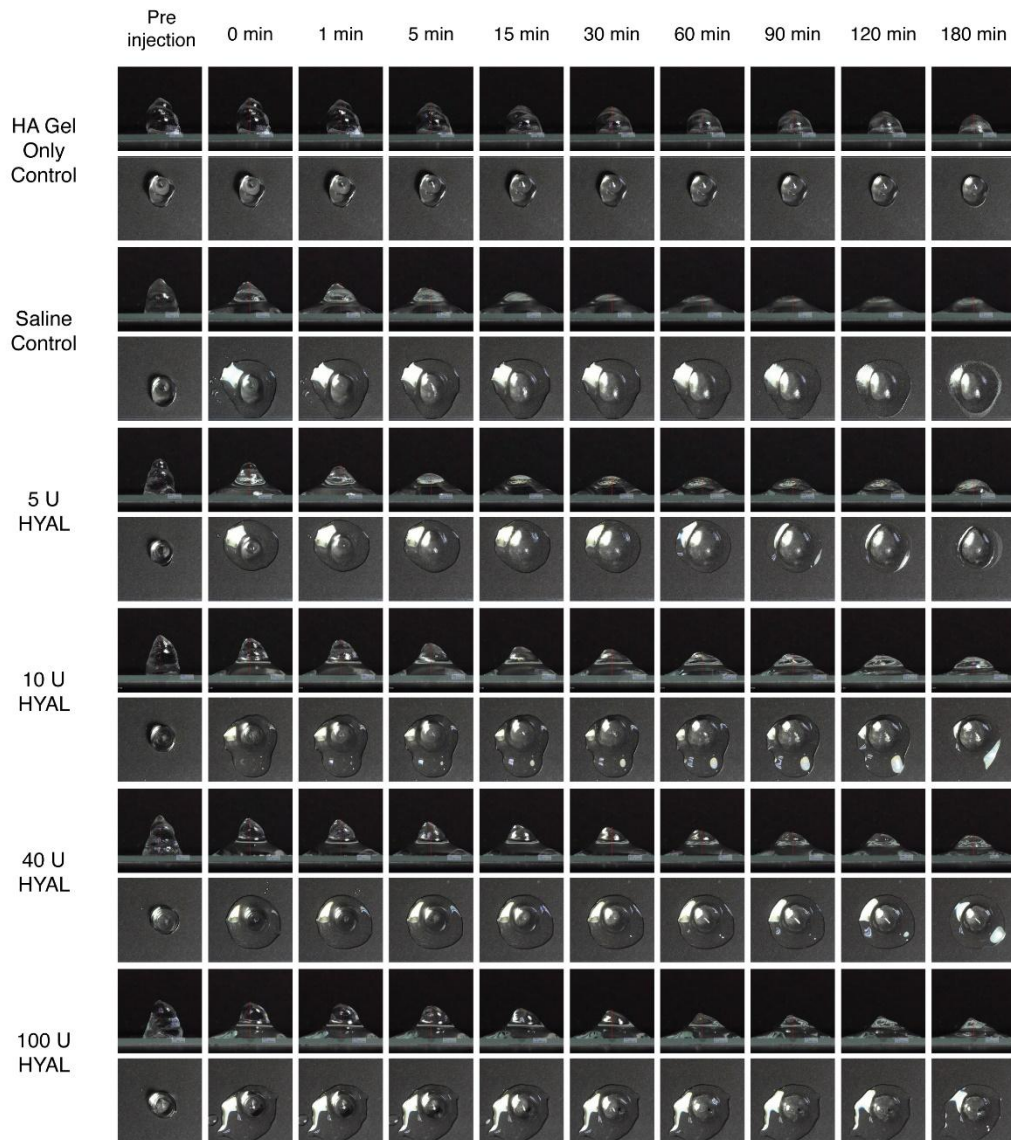 Pre
injection
0 min
1 min
5 min
15 min
30 min
60 min
90 min
120 min
180 min
HA Gel
Only
Control
Saline
Control
5 U
HYAL
10 U
HYAL
40 U
HYAL
100 U
HYAL